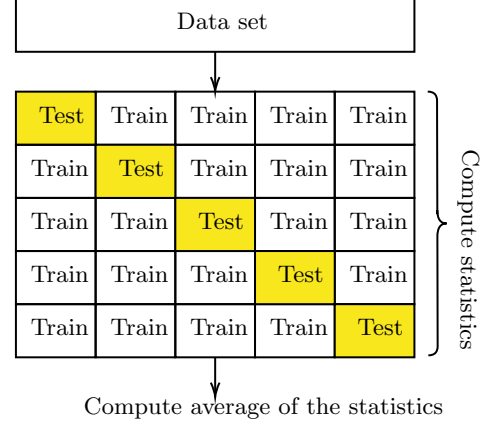 Data set
Test Train Train Train Train
Train Test Train Train Train
Train Train Test Train Train
Train Train Train Test Train
Train Train Train Train Test
Compute statistics
Compute average of the statistics